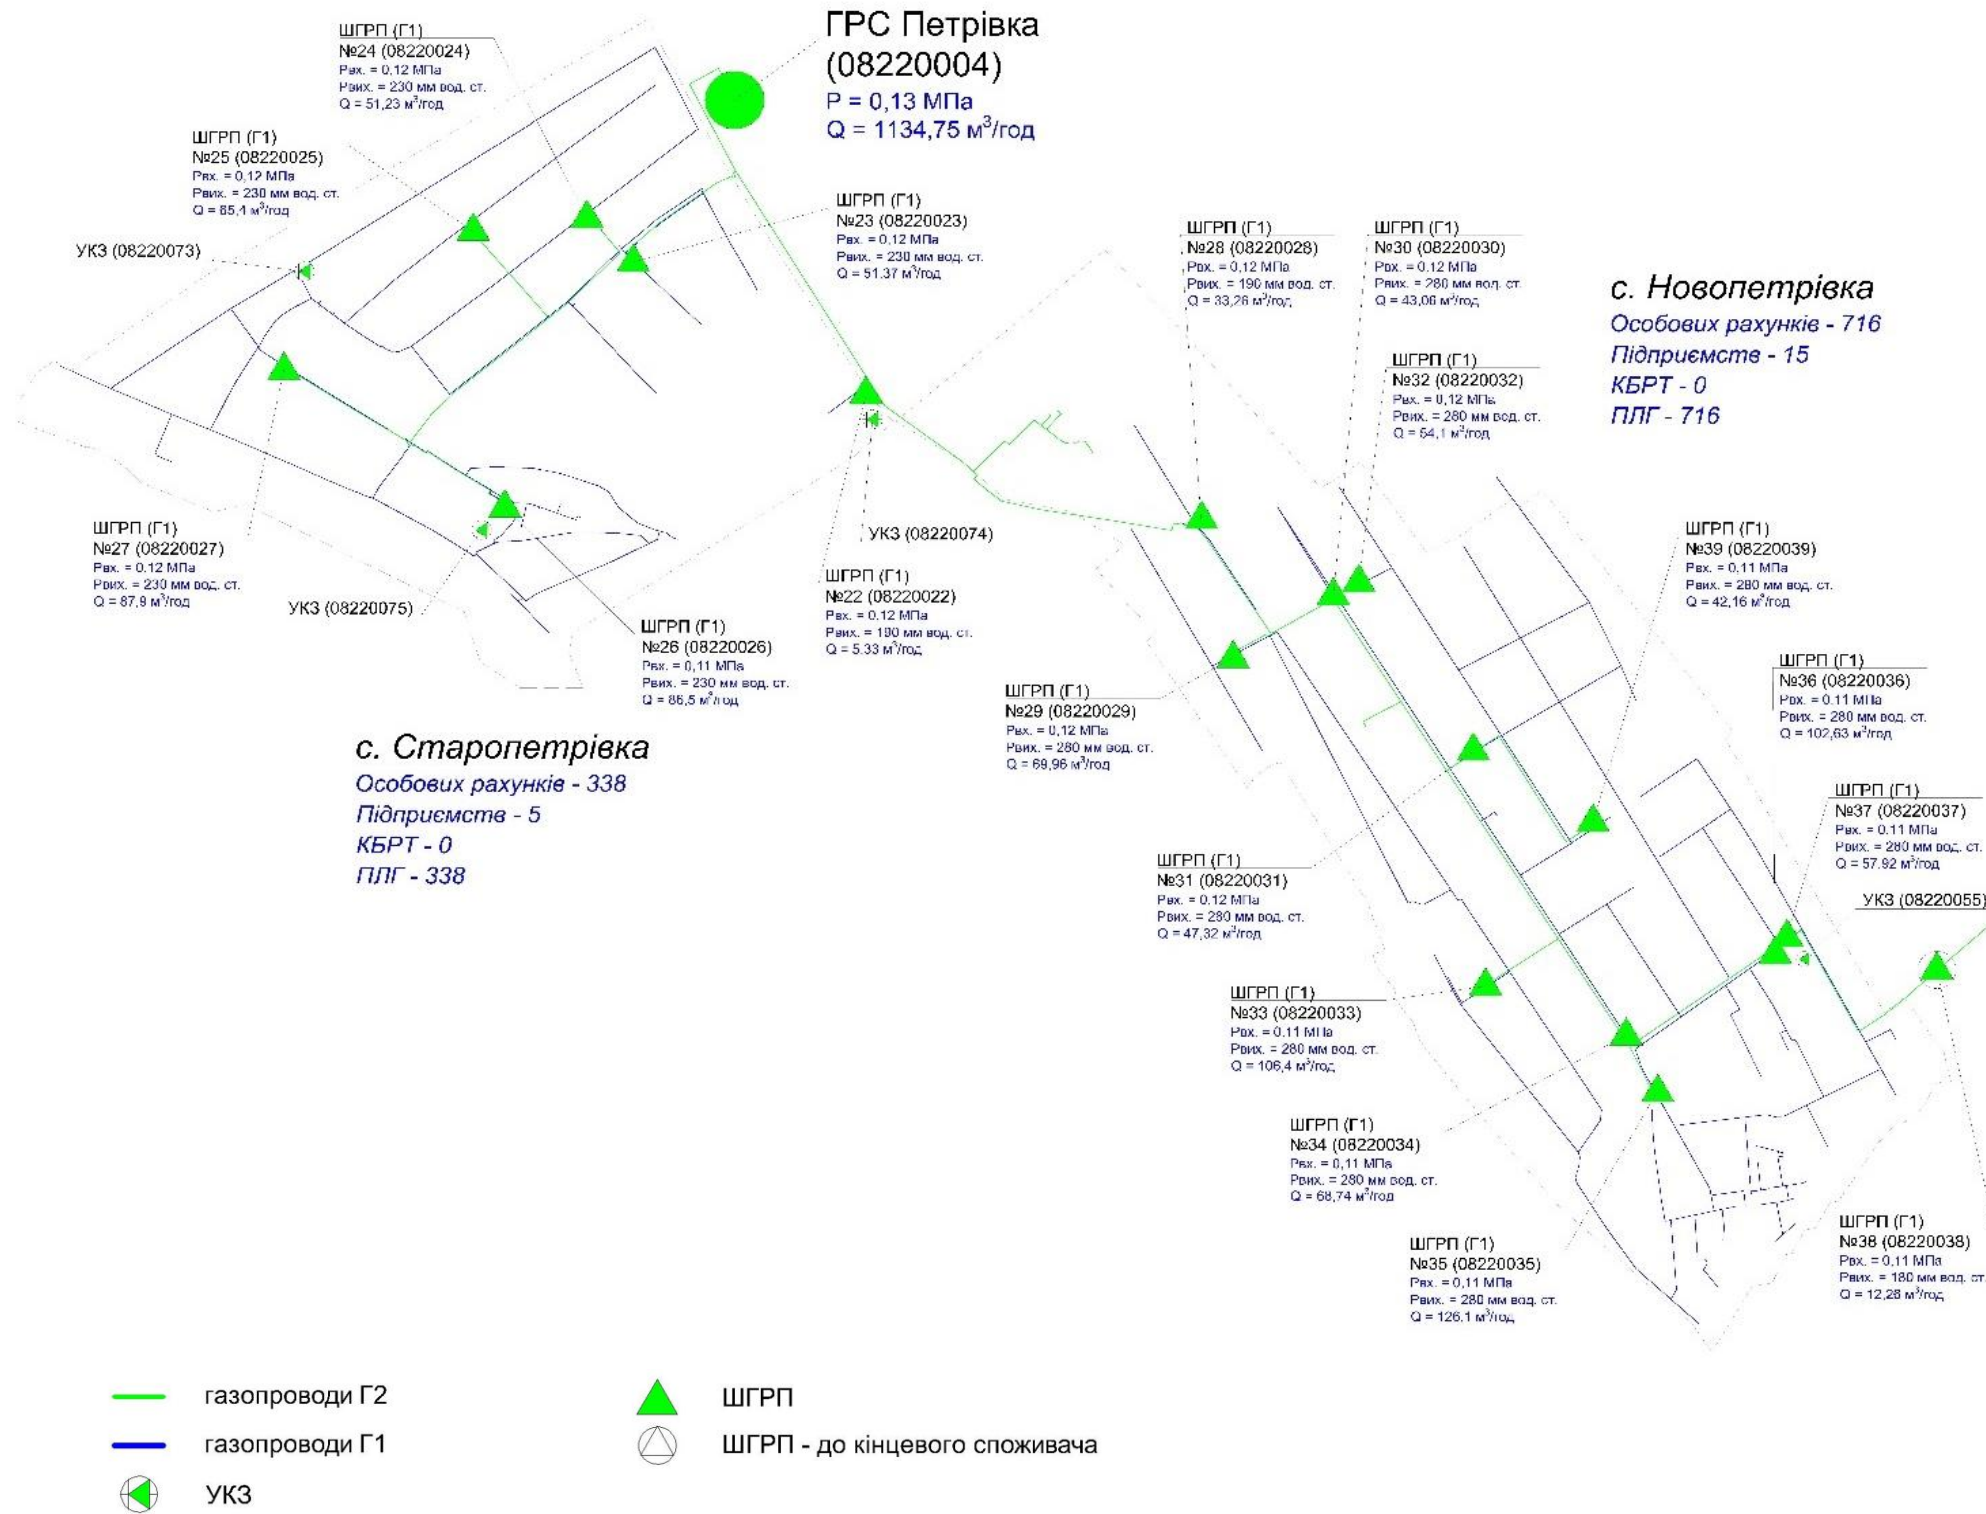 ГРС Петрівка
(08220004)
P = 0,13 МПа
Q = 1134,75 м³/год
ШГРП (Г1)
№24 (08220024)
Рвх. = 0,12 МПа
Рвих. = 230 мм вод. ст.
Q = 51,23 м³/год
ШГРП (Г1)
№25 (08220025)
Рвх. = 0,12 МПа
Рвих. = 230 мм вод. ст.
Q = 65,4 м³/год
УКЗ (08220073)
ШГРП (Г1)
№23 (08220023)
Рвх. = 0,12 МПа
Рвих. = 230 мм вод. ст.
Q = 51,37 м³/год
ШГРП (Г1)
№28 (08220028)
Рвх. = 0,12 МПа
Рвих. = 190 мм вод. ст.
Q = 33,26 м³/год
ШГРП (Г1)
№30 (08220030)
Рвх. = 0,12 МПа
Рвих. = 280 мм вод. ст.
Q = 43,06 м³/год
с. Новопетрівка
Особових рахунків - 716
Підприємств - 15
КБРТ - 0
ПЛГ - 716
ШГРП (Г1)
№32 (08220032)
Рвх. = 0,12 МПа
Рвих. = 280 мм вод. ст.
Q = 54,1 м³/год
ШГРП (Г1)
№27 (08220027)
Рвх. = 0,12 МПа
Рвих. = 230 мм вод. ст.
Q = 87,9 м³/год
УКЗ (08220075)
УКЗ (08220074)
ШГРП (Г1)
№22 (08220022)
Рвх. = 0,12 МПа
Рвих. = 190 мм вод. ст.
Q = 5,33 м³/год
ШГРП (Г1)
№26 (08220026)
Рвх. = 0,11 МПа
Рвих. = 230 мм вод. ст.
Q = 86,5 м³/год
ШГРП (Г1)
№39 (08220039)
Рвх. = 0,11 МПа
Рвих. = 280 мм вод. ст.
Q = 42,16 м³/год
ШГРП (Г1)
№36 (08220036)
Рвх. = 0,11 МПа
Рвих. = 280 мм вод. ст.
Q = 102,63 м³/год
ШГРП (Г1)
№29 (08220029)
Рвх. = 0,12 МПа
Рвих. = 280 мм вод. ст.
Q = 69,96 м³/год
с. Старопетрівка
Особових рахунків - 338
Підприємств - 5
КБРТ - 0
ПЛГ - 338
ШГРП (Г1)
№37 (08220037)
Рвх. = 0,11 МПа
Рвих. = 280 мм вод. ст.
Q = 57,92 м³/год
УКЗ (08220055)
ШГРП (Г1)
№31 (08220031)
Рвх. = 0,12 МПа
Рвих. = 280 мм вод. ст.
Q = 47,32 м³/год
ШГРП (Г1)
№33 (08220033)
Рвх. = 0,11 МПа
Рвих. = 280 мм вод. ст.
Q = 106,4 м³/год
ШГРП (Г1)
№34 (08220034)
Рвх. = 0,11 МПа
Рвих. = 280 мм вод. ст.
Q = 68,74 м³/год
ШГРП (Г1)
№35 (08220035)
Рвх. = 0,11 МПа
Рвих. = 280 мм вод. ст.
Q = 126,1 м³/год
ШГРП (Г1)
№38 (08220038)
Рвх. = 0,11 МПа
Рвих. = 180 мм вод. ст.
Q = 12,26 м³/год
газопроводи Г2
ШГРП
газопроводи Г1
ШГРП - до кінцевого споживача
УКЗ